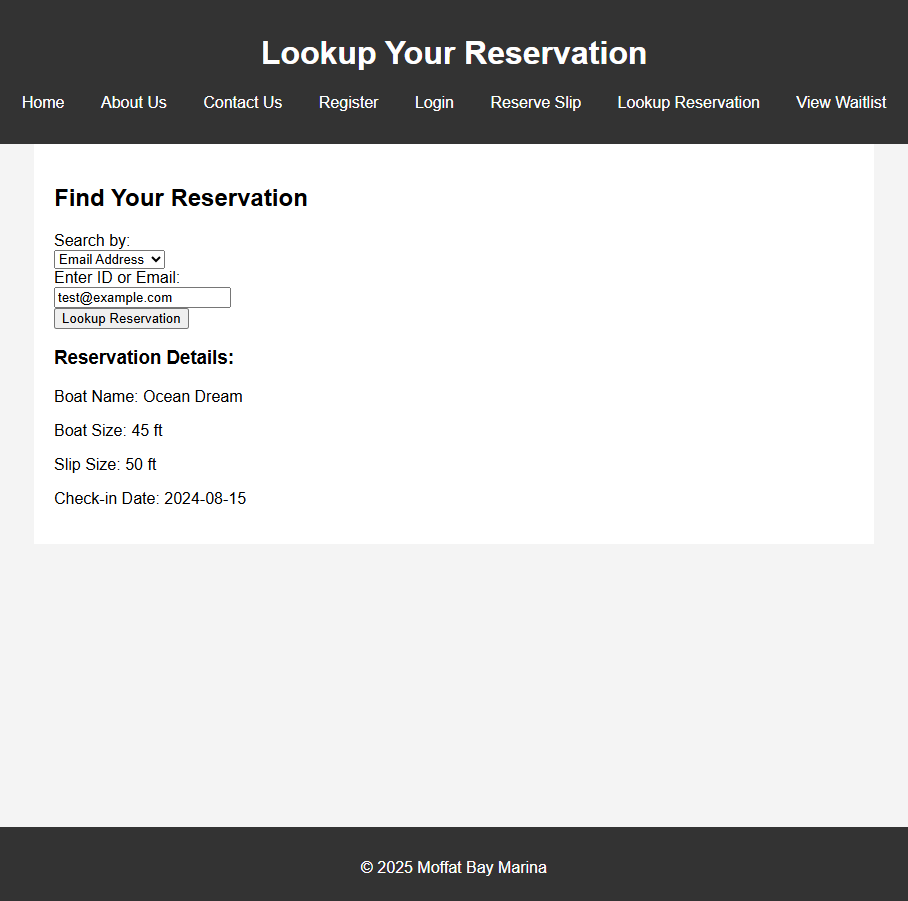 Lookup Your Reservation
Home About Us Contact Us Register Login Reserve Slip Lookup Reservation View Waitlist
Find Your Reservation
Search by:
Email Address
Enter ID or Email:
test@example.com
Lookup Reservation
Reservation Details:
Boat Name: Ocean Dream
Boat Size: 45 ft
Slip Size: 50 ft
Check-in Date: 2024-08-15
© 2025 Moffat Bay Marina